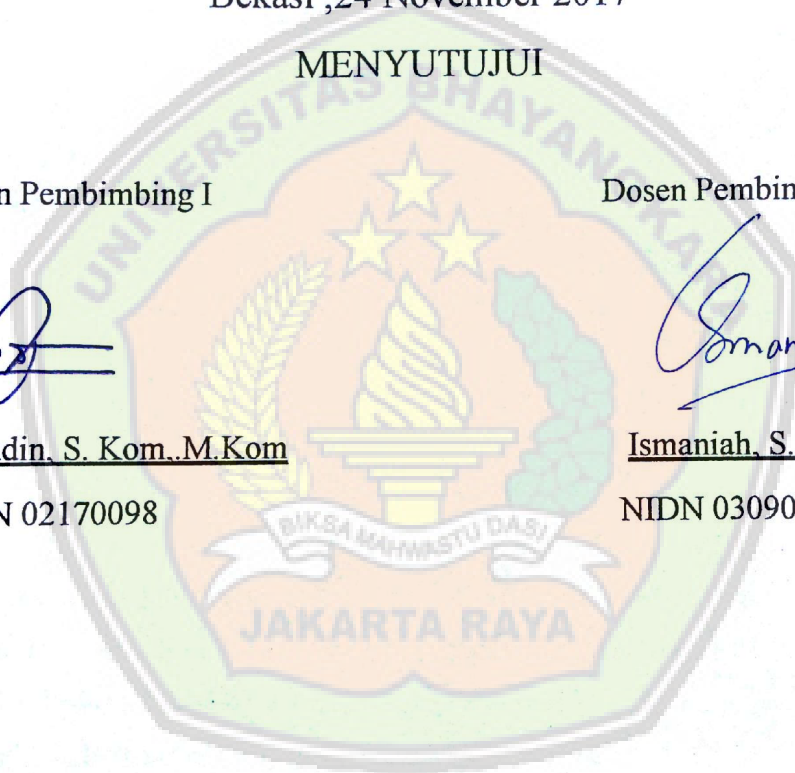 Bekasi ,24 November 2017
MENYUTUJUI
UNIVERSITAS BHAYANGKARA
n Pembimbing I
Dosen Pembim
din, S. Kom,.M.Kom
Ismaniah, S.
N 02170098
NIDN 03090
BIKSA MAHWASTU DASI
JAKARTA RAYA